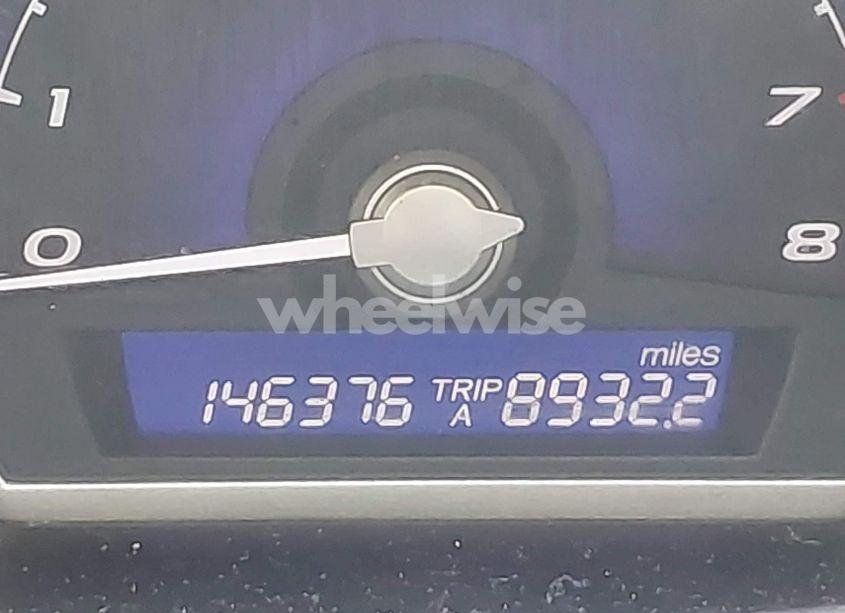 1 7
0 8
wheelwise
miles
146376 TRIP A 8932.2